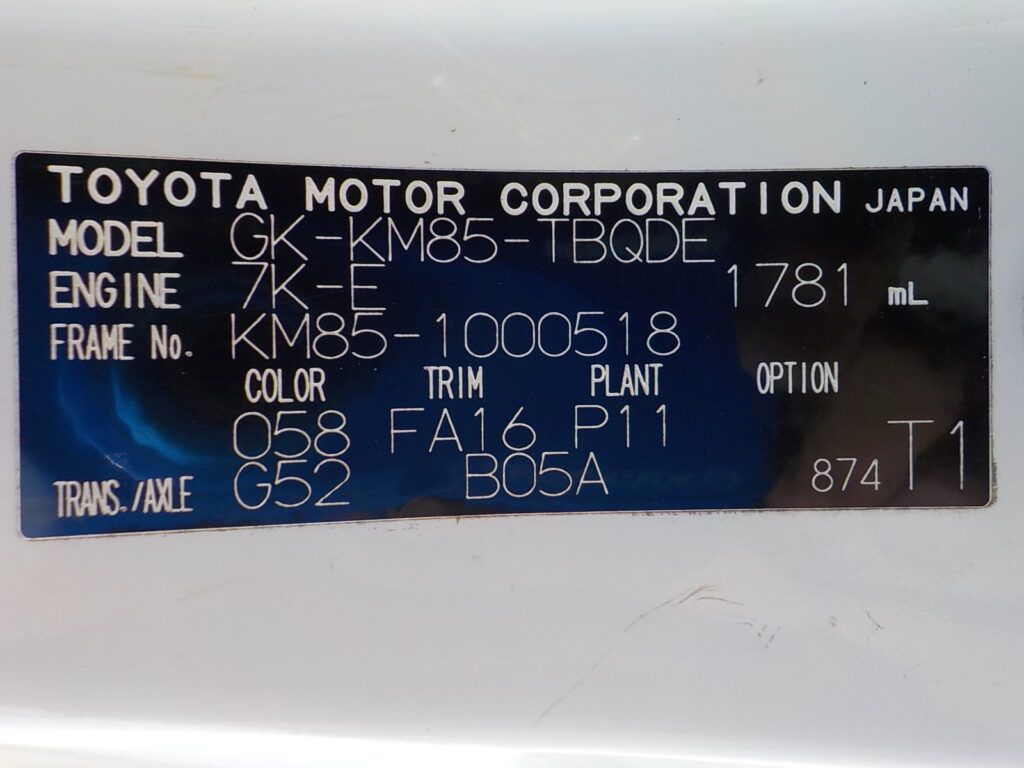 TOYOTA MOTOR CORPORATION JAPAN
MODEL GK-KM85-TBQDE
ENGINE 7K-E 1781 mL
FRAME No. KM85-1000518
COLOR TRIM PLANT OPTION
058 FA16 P11
TRANS./AXLE G52 B05A 874 T1